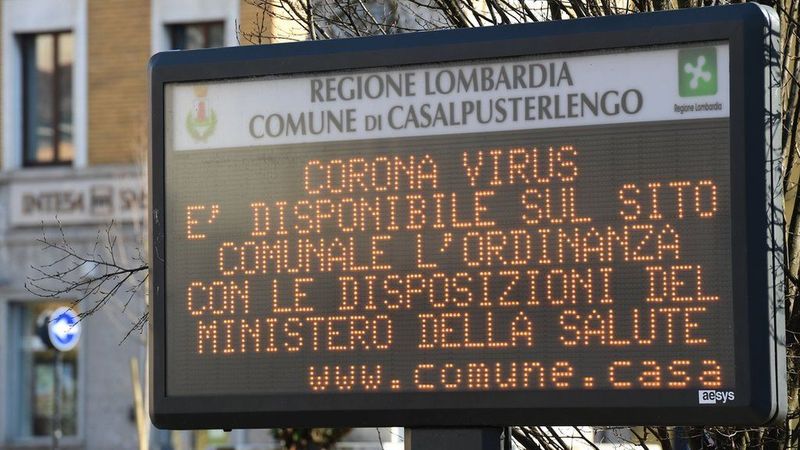 REGIONE LOMBARDIA
COMUNE DI CASALPUSTERLENGO
Regione Lombardia
CORONA VIRUS
E' DISPONIBILE SUL SITO
COMUNALE L'ORDINANZA
CON LE DISPOSIZIONI DEL
MINISTERO DELLA SALUTE
www.comune.casa
aesys
INTESA